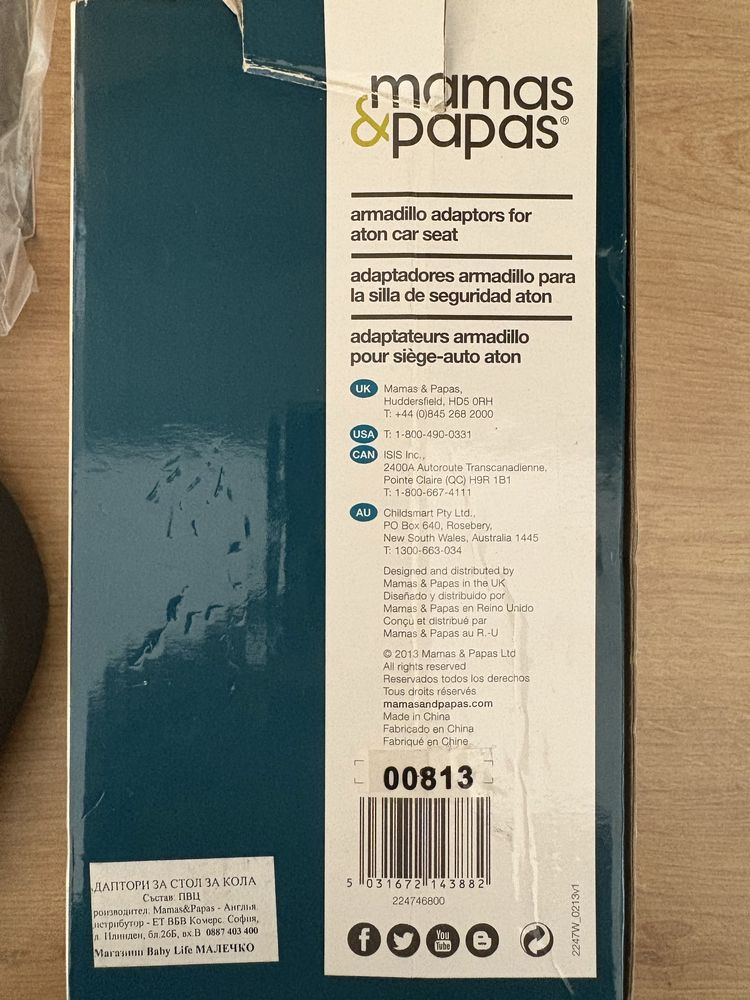 mamas
&papas®
armadillo adaptors for
aton car seat
adaptadores armadillo para
la silla de seguridad aton
adaptateurs armadillo
pour siège-auto aton
UK Mamas & Papas,
Huddersfield, HD5 0RH
T: +44 (0)845 268 2000
USA T: 1-800-490-0331
CAN ISIS Inc.,
2400A Autoroute Transcanadienne,
Pointe Claire (QC) H9R 1B1
T: 1-800-667-4111
AU Childsmart Pty Ltd.,
PO Box 640, Rosebery,
New South Wales, Australia 1445
T: 1300-663-034
Designed and distributed by
Mamas & Papas in the UK
Diseñado y distribuido por
Mamas & Papas en Reino Unido
Conçu et distribué par
Mamas & Papas au R.-U
© 2013 Mamas & Papas Ltd
All rights reserved
Reservados todos los derechos
Tous droits réservés
mamasandpapas.com
Made in China
Fabricado en China
Fabriqué en Chine
00813
5 031672 143882
224746800
You
Tube
2247W_0213v1
ДАПТОРИ ЗА СТОЛ ЗА КОЛА
Състав: ПВЦ
роизводител: Mamas&Papas - Англия.
истрибутор - ЕТ ВБВ Комерс. София,
л. Илинден, бл.26Б, вх.В 0887 403 400
Магазини Baby Life МАЛЕЧКО